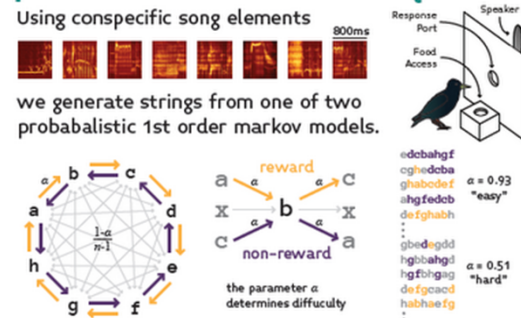 Using conspecific song elements
800ms
we generate strings from one of two
probabalistic 1st order markov models.
Response
Port
Speaker
Food
Access
a
b
c
d
e
f
g
h
α
1-α
n-1
reward
a
α
α
c
x
b
x
c
α
α
a
non-reward
the parameter α
determines diffuculty
edcbahgf
cghedcba
ghabcdef
ahgfedcb
defghabh
α = 0.93
"easy"
gbedegdd
hgbbahgd
hgfbhgag
defgcacd
habhaefg
α = 0.51
"hard"